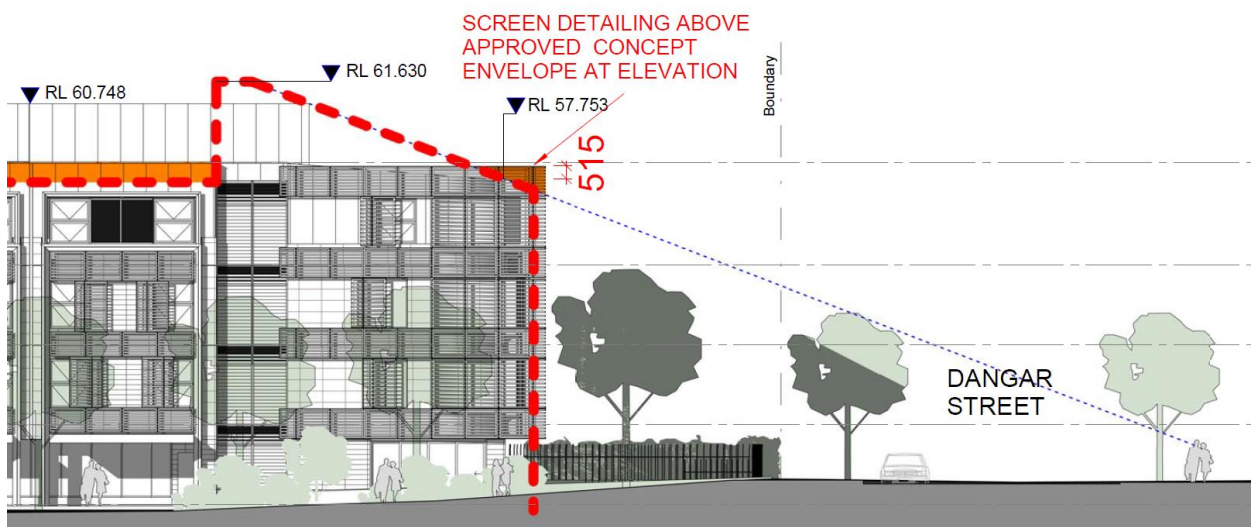 SCREEN DETAILING ABOVE
APPROVED CONCEPT
ENVELOPE AT ELEVATION
RL 61.630
RL 60.748
RL 57.753
515
Boundary
DANGAR
STREET